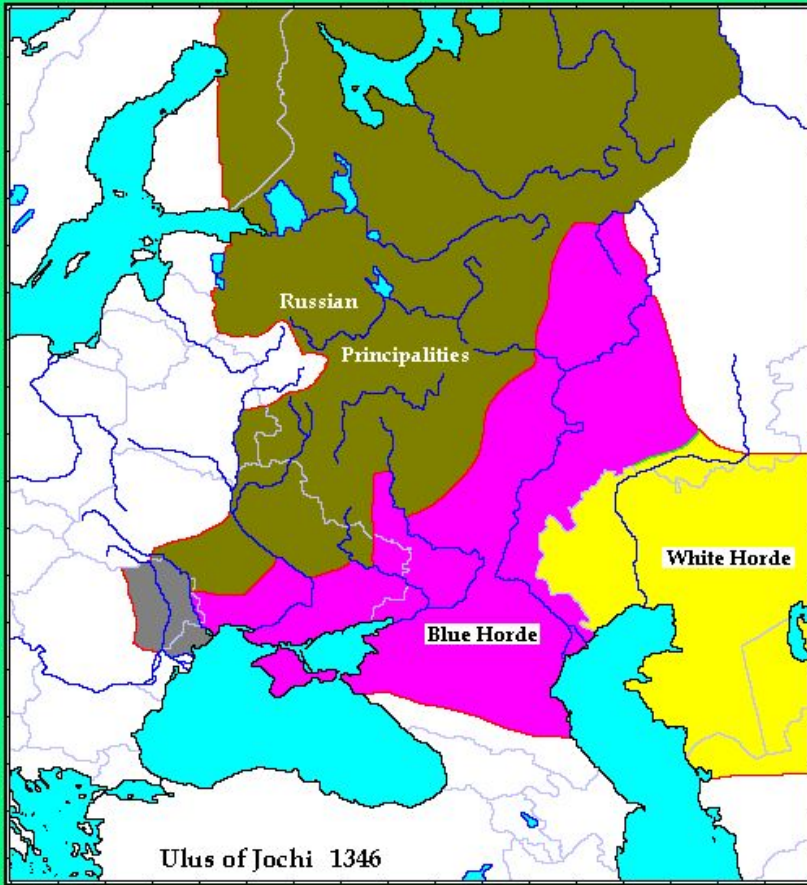 Russian
Principalities
White Horde
Blue Horde
Ulus of Jochi 1346